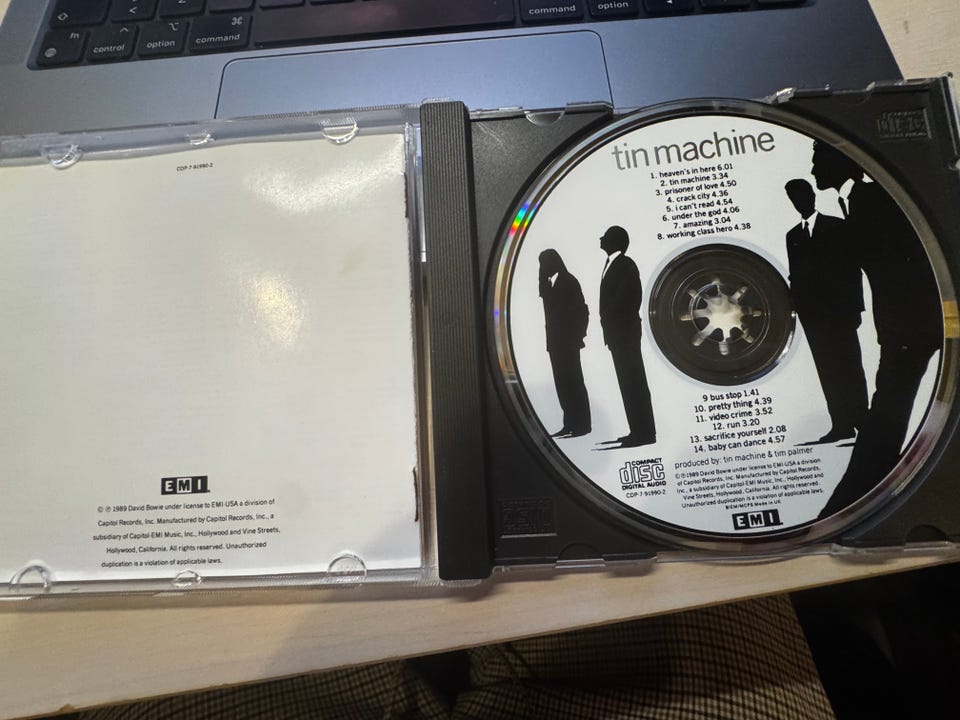 fn
control
option
⌘
command
command
option
CDP-7-91990-2
EMI
© ℗ 1989 David Bowie under license to EMI-USA a division of
Capitol Records, Inc. Manufactured by Capitol Records, Inc., a
subsidiary of Capitol-EMI Music, Inc., Hollywood and Vine Streets,
Hollywood, California. All rights reserved. Unauthorized
duplication is a violation of applicable laws.
tin machine
1. heaven's in here 6.01
2. tin machine 3.34
3. prisoner of love 4.50
4. crack city 4.36
5. i can't read 4.54
6. under the god 4.06
7. amazing 3.04
8. working class hero 4.38
9 bus stop 1.41
10. pretty thing 4.39
11. video crime 3.52
12. run 3.20
13. sacrifice yourself 2.08
14. baby can dance 4.57
produced by: tin machine & tim palmer
COMPACT
disc
DIGITAL AUDIO
CDP-7-91990-2
© ℗ 1989 David Bowie under license to EMI-USA a division
of Capitol Records, Inc. Manufactured by Capitol Records,
Inc., a subsidiary of Capitol-EMI Music, Inc., Hollywood and
Vine Streets, Hollywood, California. All rights reserved.
Unauthorized duplication is a violation of applicable laws.
BIEM/MCPS Made in UK
EMI